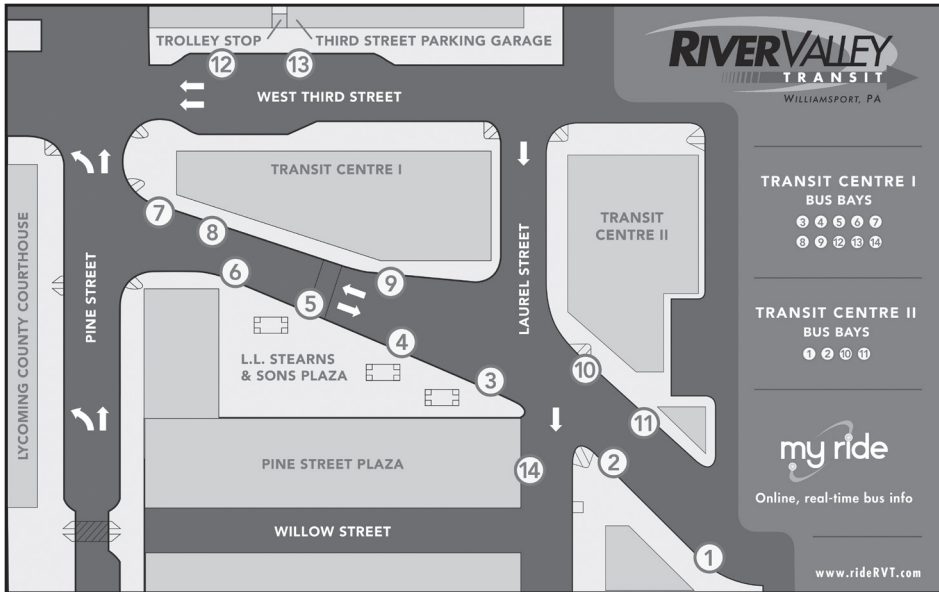 TROLLEY STOP
THIRD STREET PARKING GARAGE
12
13
WEST THIRD STREET
TRANSIT CENTRE I
7
8
6
5
9
4
3
LYCOMING COUNTY COURTHOUSE
PINE STREET
L.L. STEARNS
& SONS PLAZA
LAUREL STREET
TRANSIT
CENTRE II
10
11
PINE STREET PLAZA
14
2
WILLOW STREET
1
RIVER VALLEY
TRANSIT
WILLIAMSPORT, PA
TRANSIT CENTRE I
BUS BAYS
3 4 5 6 7
8 9 12 13 14
TRANSIT CENTRE II
BUS BAYS
1 2 10 11
my ride
Online, real-time bus info
www.rideRVT.com